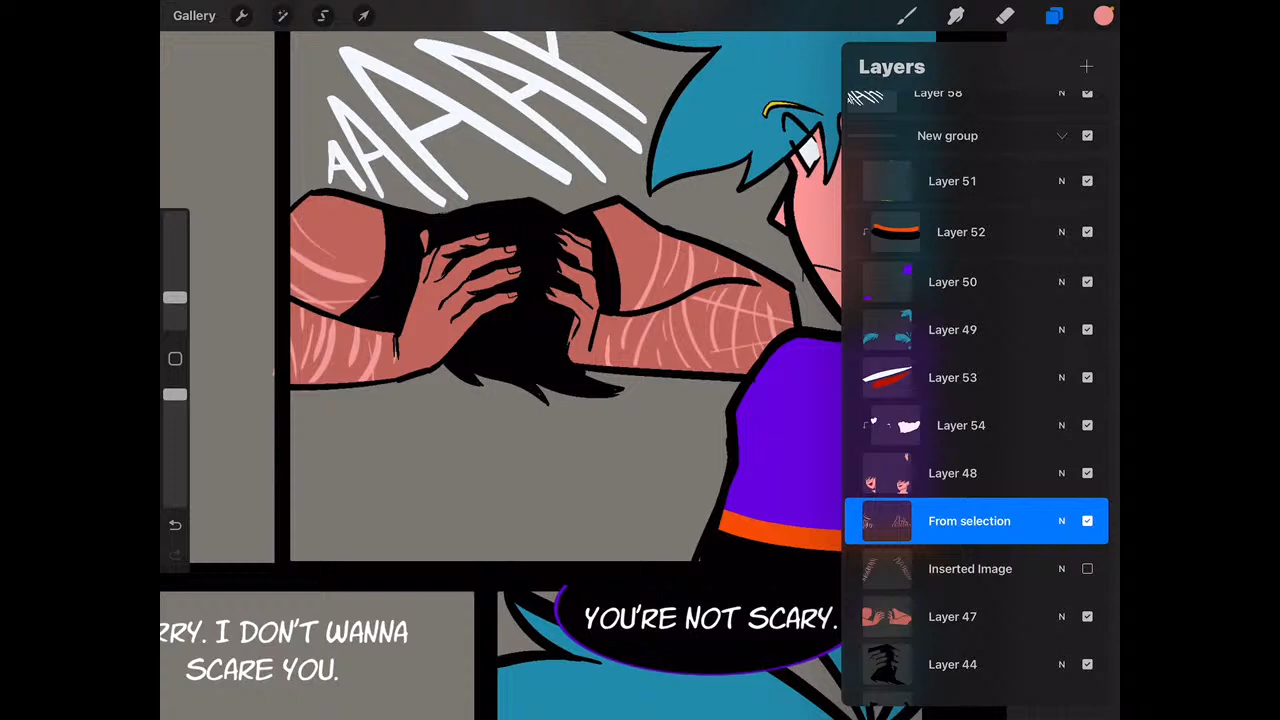 Gallery
Layers
Layer 58 N
New group
Layer 51 N
Layer 52 N
Layer 50 N
Layer 49 N
Layer 53 N
Layer 54 N
Layer 48 N
From selection N
Inserted Image N
Layer 47 N
Layer 44 N
AAAAY
RRY. I DON'T WANNA
SCARE YOU.
YOU'RE NOT SCARY.